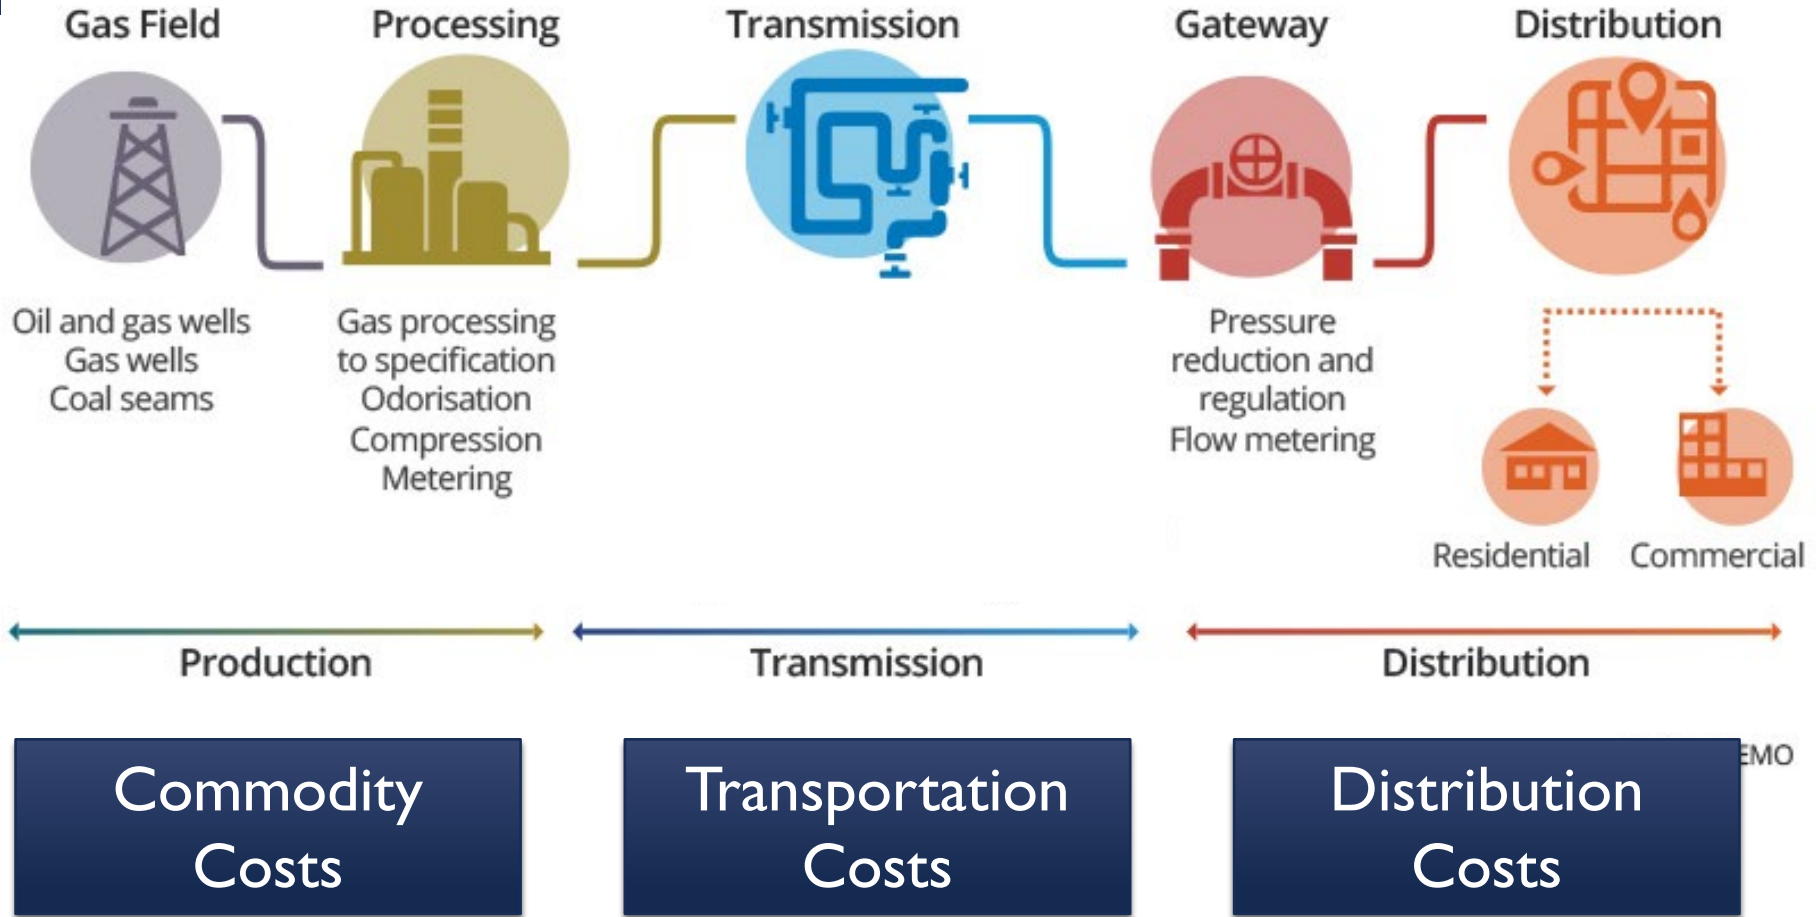 Gas Field
Processing
Transmission
Gateway
Distribution
Oil and gas wells
Gas wells
Coal seams
Gas processing
to specification
Odorisation
Compression
Metering
Pressure
reduction and
regulation
Flow metering
Residential
Commercial
Production
Transmission
Distribution
EMO
Commodity
Costs
Transportation
Costs
Distribution
Costs